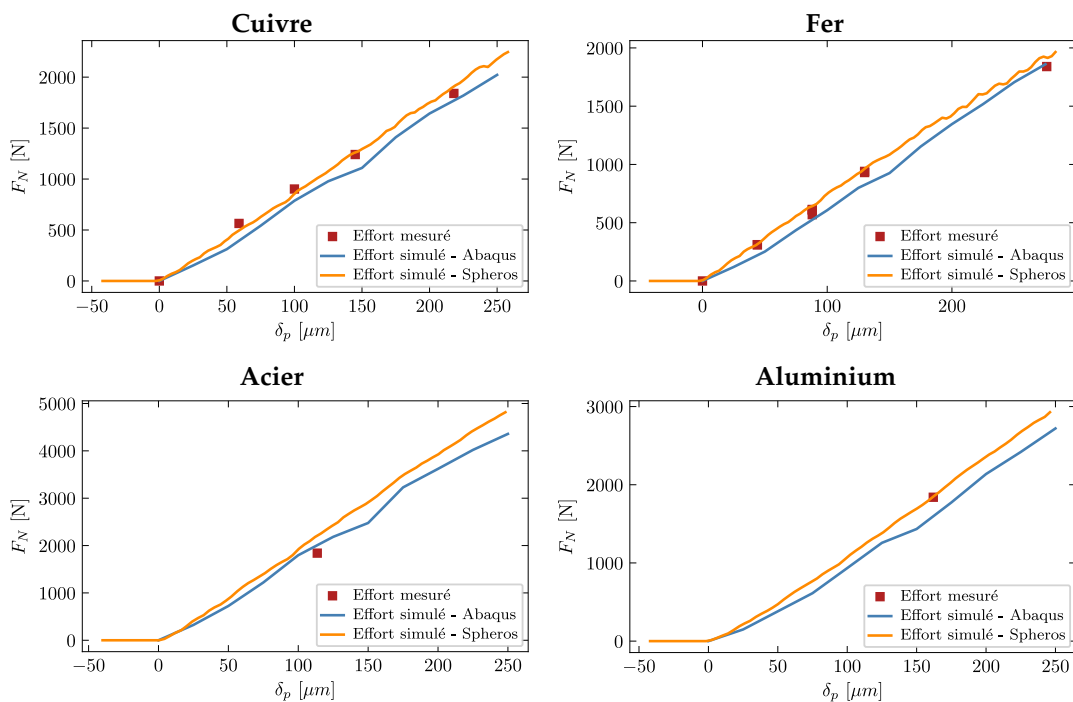 Cuivre
2000
1500
1000
500
0
F_N [N]
Effort mesuré
Effort simulé - Abaqus
Effort simulé - Spheros
−50 0 50 100 150 200 250
δ_p [μm]
Fer
2000
1500
1000
500
0
F_N [N]
Effort mesuré
Effort simulé - Abaqus
Effort simulé - Spheros
0 100 200
δ_p [μm]
Acier
5000
4000
3000
2000
1000
0
F_N [N]
Effort mesuré
Effort simulé - Abaqus
Effort simulé - Spheros
−50 0 50 100 150 200 250
δ_p [μm]
Aluminium
3000
2000
1000
0
F_N [N]
Effort mesuré
Effort simulé - Abaqus
Effort simulé - Spheros
−50 0 50 100 150 200 250
δ_p [μm]